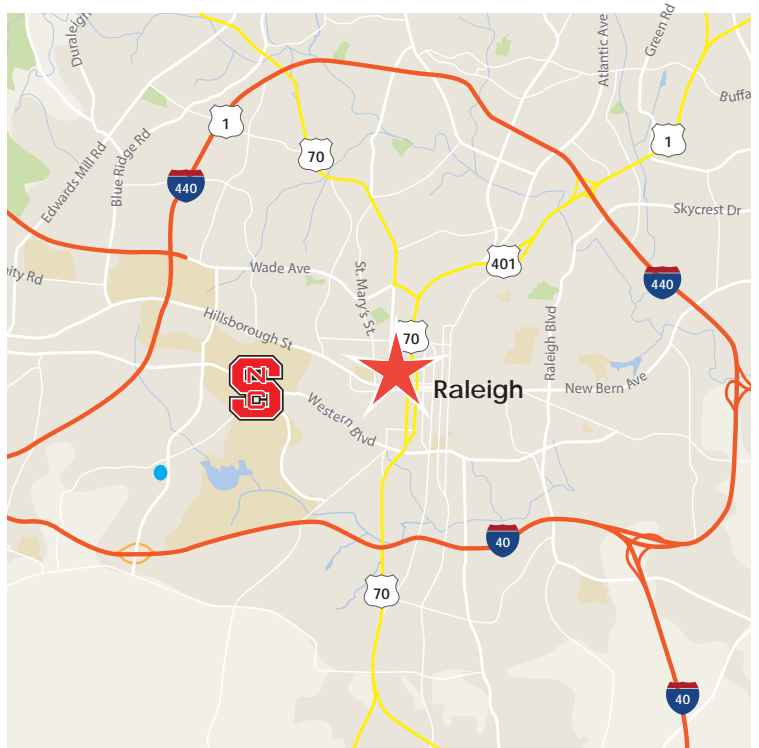 Duraleigh
Atlantic Ave
Green Rd
1
Buffa
70
1
Edwards Mill Rd
Blue Ridge Rd
440
Skycrest Dr
401
Wade Ave
nity Rd
St. Mary's St.
440
Hillsborough St
70
Raleigh Blvd
NCS
Raleigh
New Bern Ave
Western Blvd
40
70
40